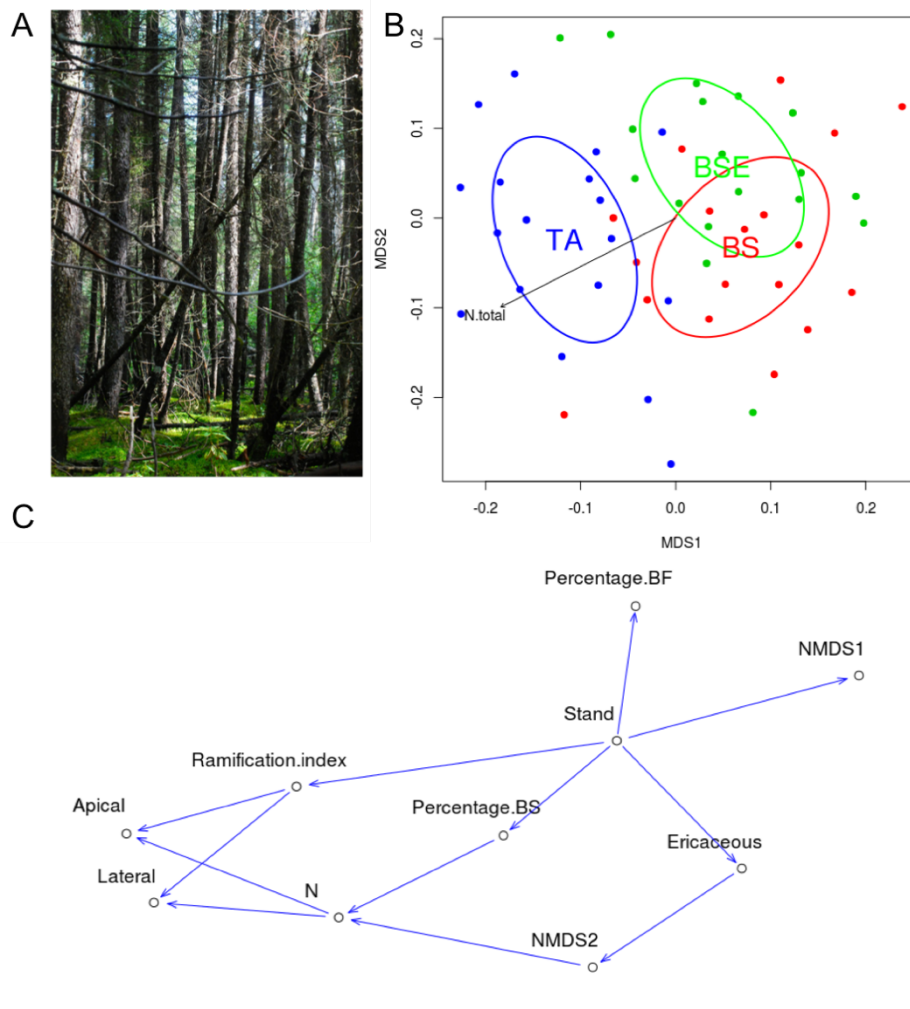 A
B
0.2
0.1
0.0
-0.1
-0.2
MDS2
BSE
TA
BS
N.total
-0.2
-0.1
0.0
0.1
0.2
MDS1
C
Percentage.BF
NMDS1
Stand
Ramification.index
Apical
Percentage.BS
Ericaceous
Lateral
N
NMDS2